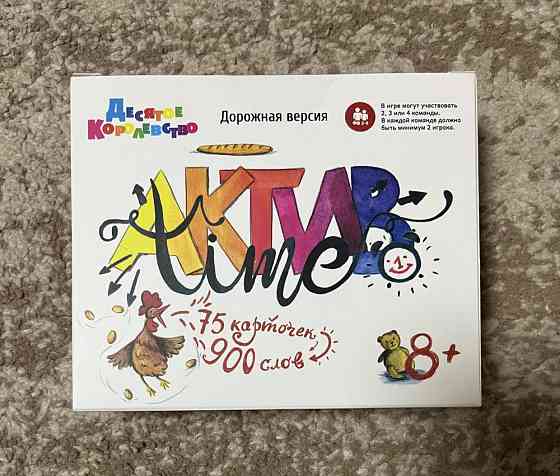 Десятое
Королевство
Дорожная версия
В игре могут участвовать
2, 3 или 4 команды.
В каждой команде должно
быть минимум 2 игрока.
АКТИВ
time
75 карточек
900 слов
8+